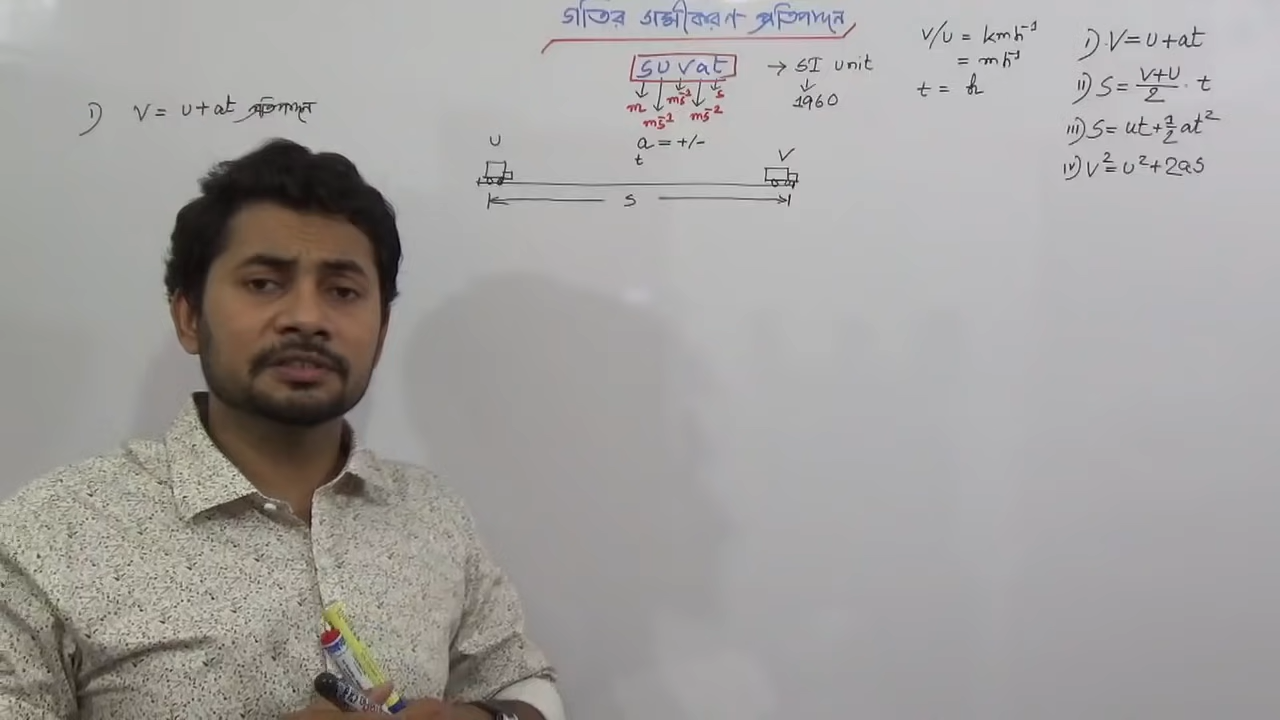 গতির সমীকরণ প্রতিপাদন
SUVat → SI unit
m ms⁻¹ ms⁻¹ ms⁻² s
1960
a = +/-
t
V/U = kmh⁻¹
= mh⁻¹
t = h
i) V = U + at
ii) S = (V+U)/2 · t
iii) S = ut + ½at²
iv) V² = U² + 2as
i) V = U + at প্রতিপাদন
U
V
S